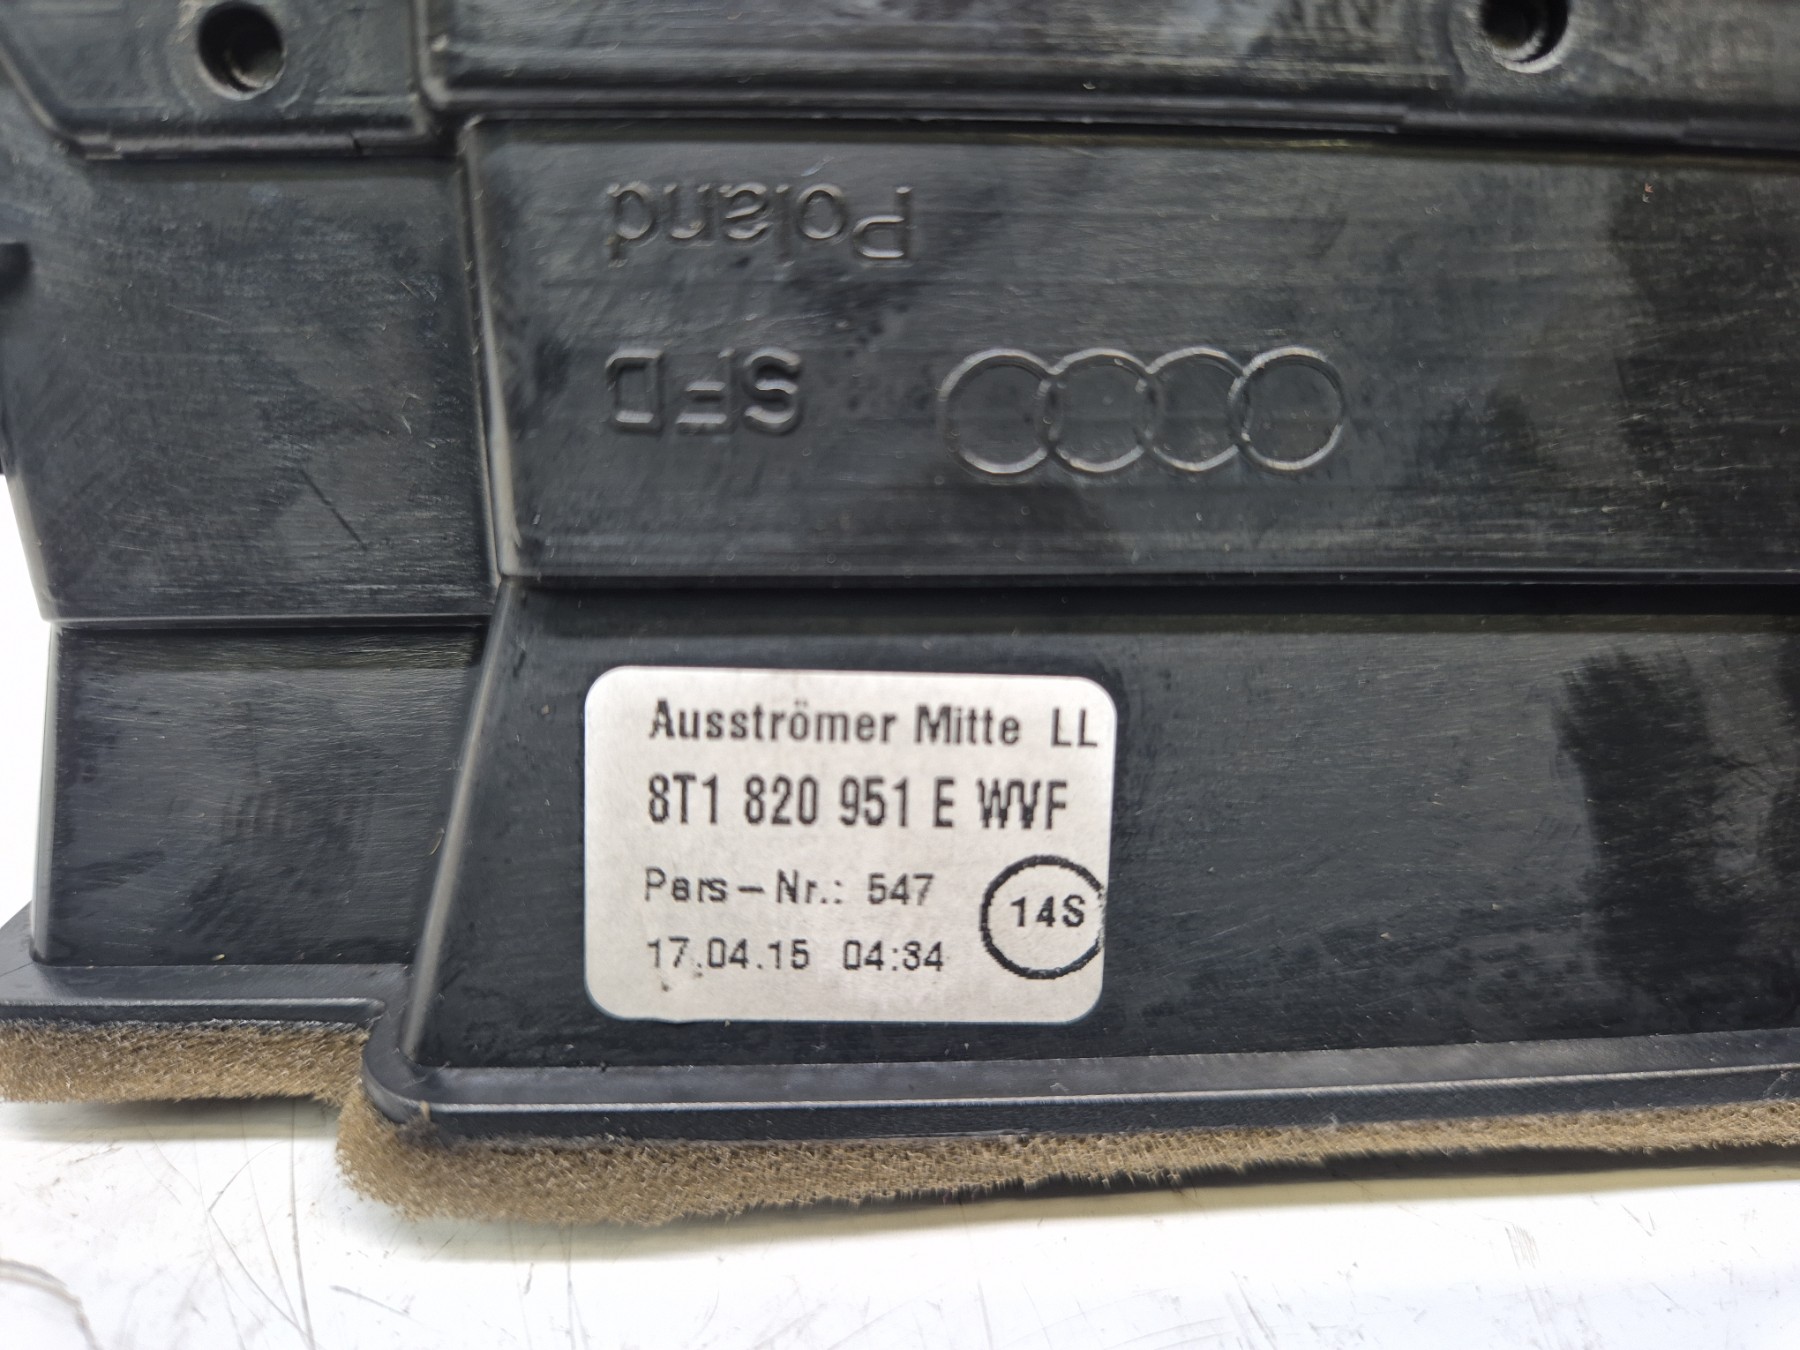 Poland
SFD
Ausströmer Mitte LL
8T1 820 951 E WVF
Pers-Nr.: 547
14S
17.04.15 04:34